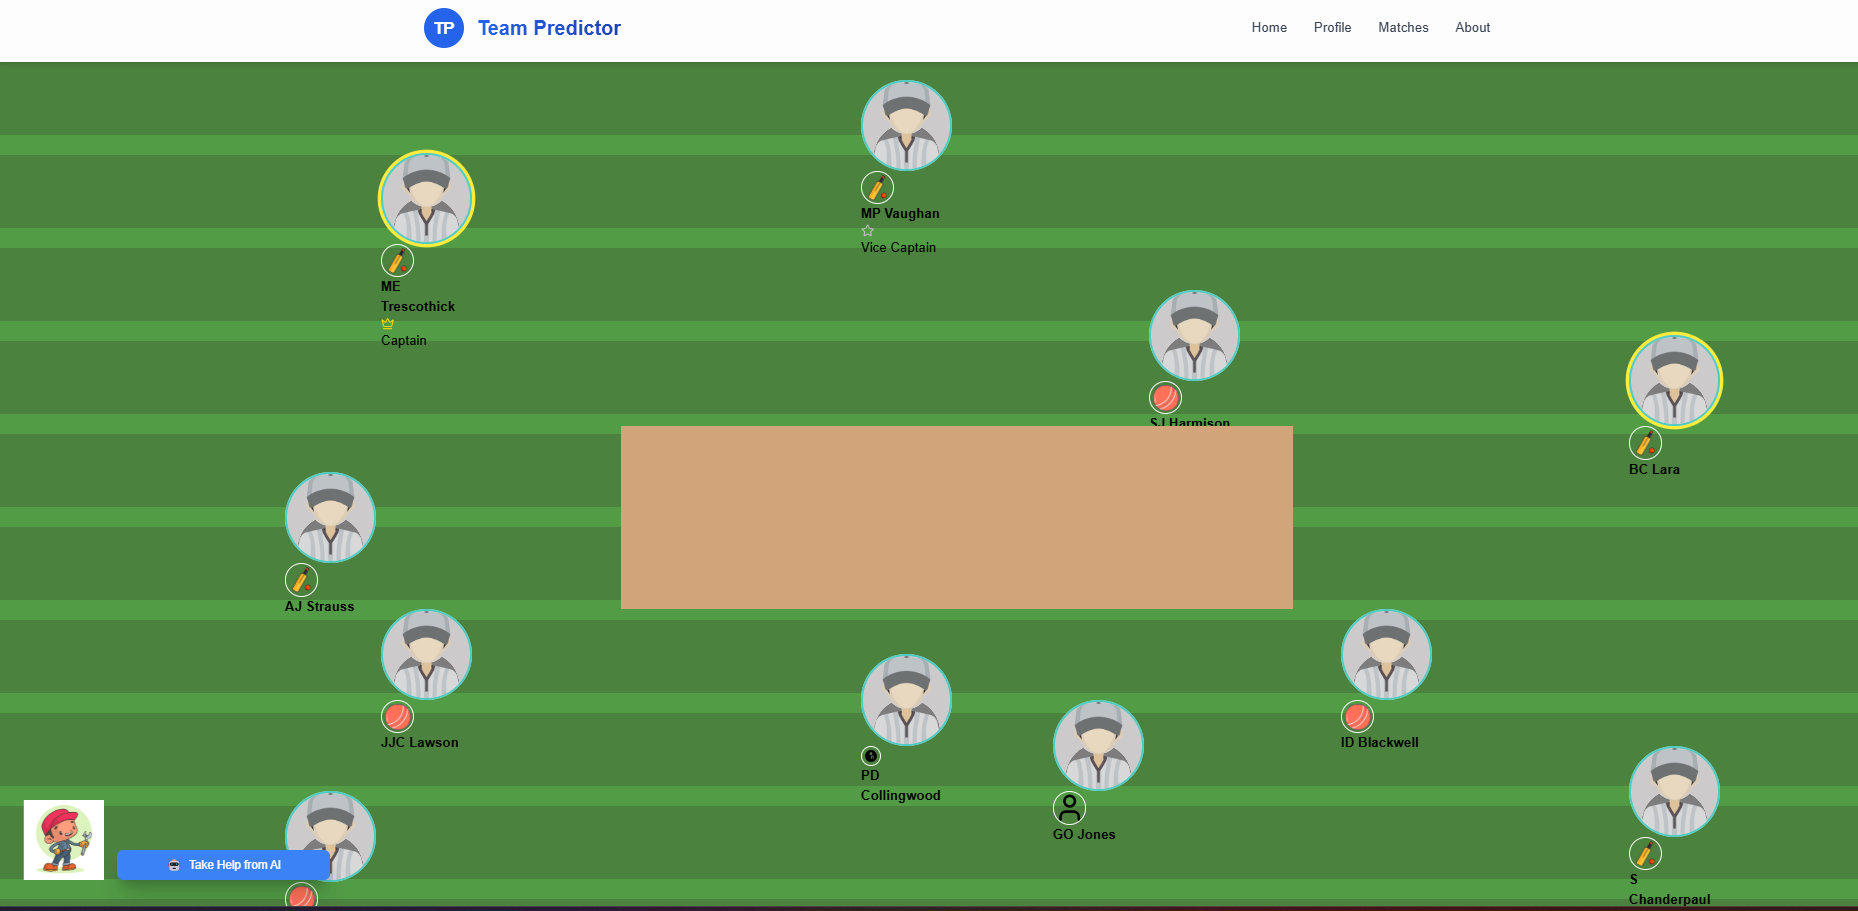 TP
Team Predictor
Home
Profile
Matches
About
MP Vaughan
Vice Captain
ME
Trescothick
Captain
SJ Harmison
BC Lara
AJ Strauss
JJC Lawson
PD
Collingwood
GO Jones
ID Blackwell
S
Chanderpaul
Take Help from AI